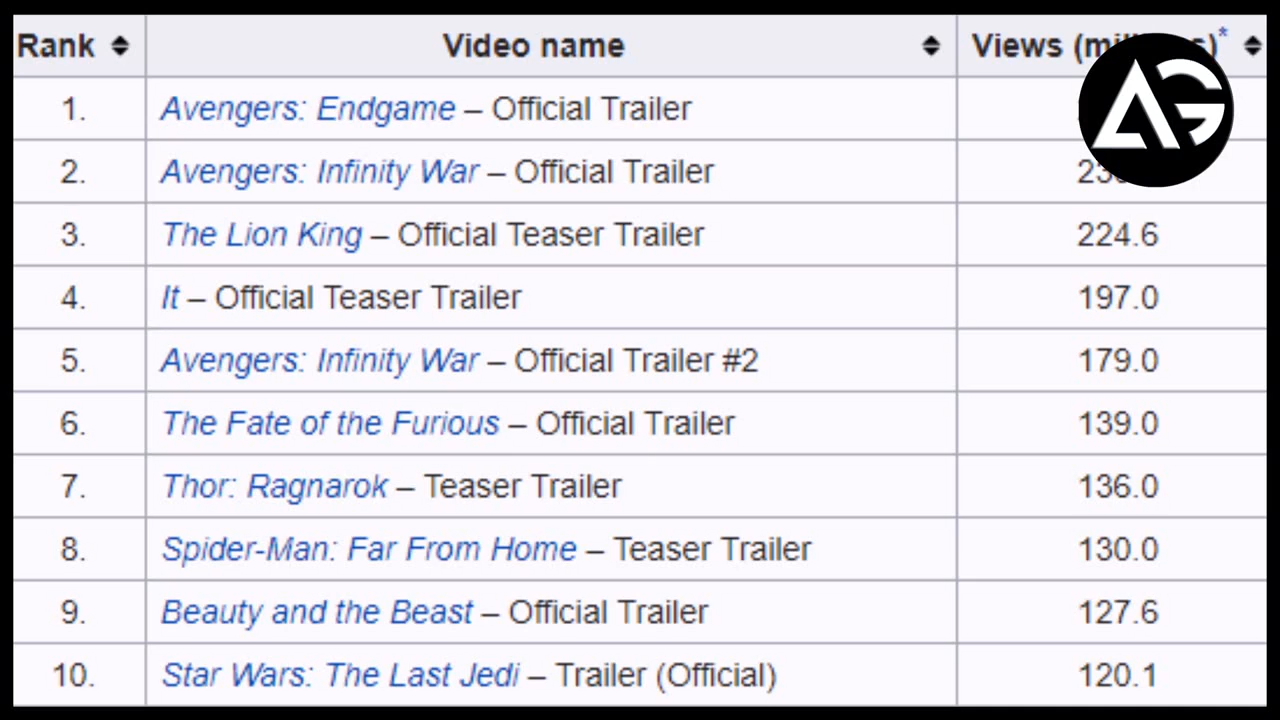 Rank Video name Views
1. Avengers: Endgame – Official Trailer
2. Avengers: Infinity War – Official Trailer
3. The Lion King – Official Teaser Trailer 224.6
4. It – Official Teaser Trailer 197.0
5. Avengers: Infinity War – Official Trailer #2 179.0
6. The Fate of the Furious – Official Trailer 139.0
7. Thor: Ragnarok – Teaser Trailer 136.0
8. Spider-Man: Far From Home – Teaser Trailer 130.0
9. Beauty and the Beast – Official Trailer 127.6
10. Star Wars: The Last Jedi – Trailer (Official) 120.1
AG